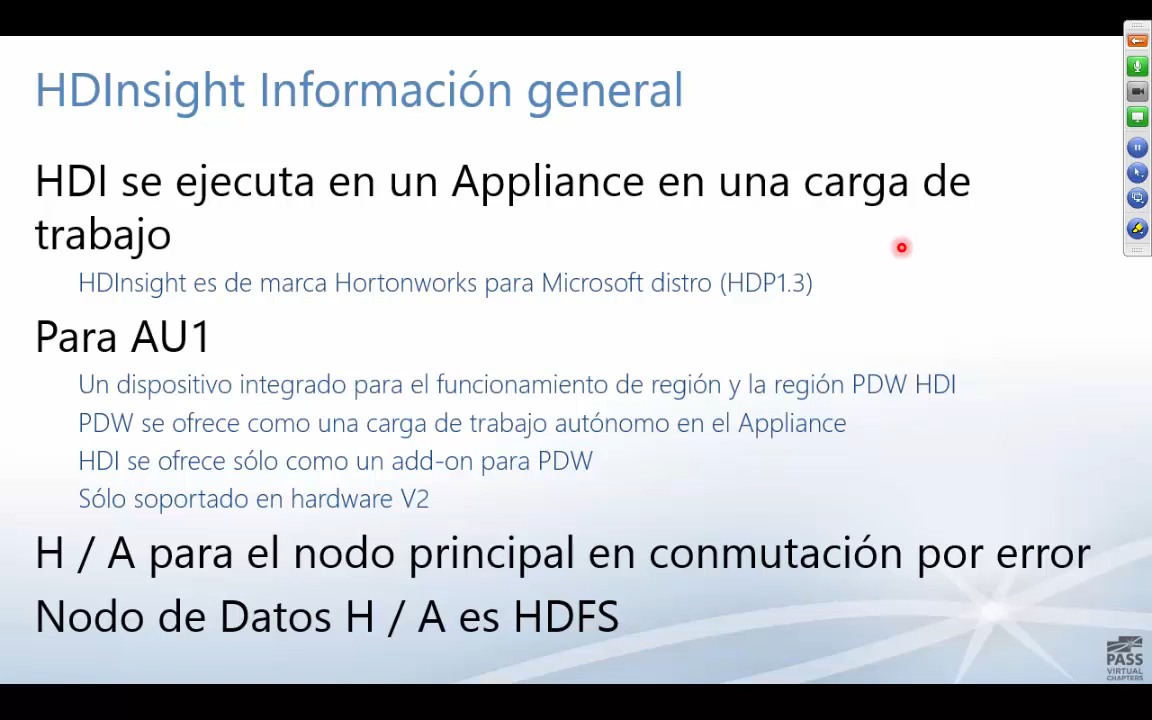 HDInsight Información general
HDI se ejecuta en un Appliance en una carga de
trabajo
HDInsight es de marca Hortonworks para Microsoft distro (HDP1.3)
Para AU1
Un dispositivo integrado para el funcionamiento de región y la región PDW HDI
PDW se ofrece como una carga de trabajo autónomo en el Appliance
HDI se ofrece sólo como un add-on para PDW
Sólo soportado en hardware V2
H / A para el nodo principal en conmutación por error
Nodo de Datos H / A es HDFS
PASS
VIRTUAL
CHAPTERS